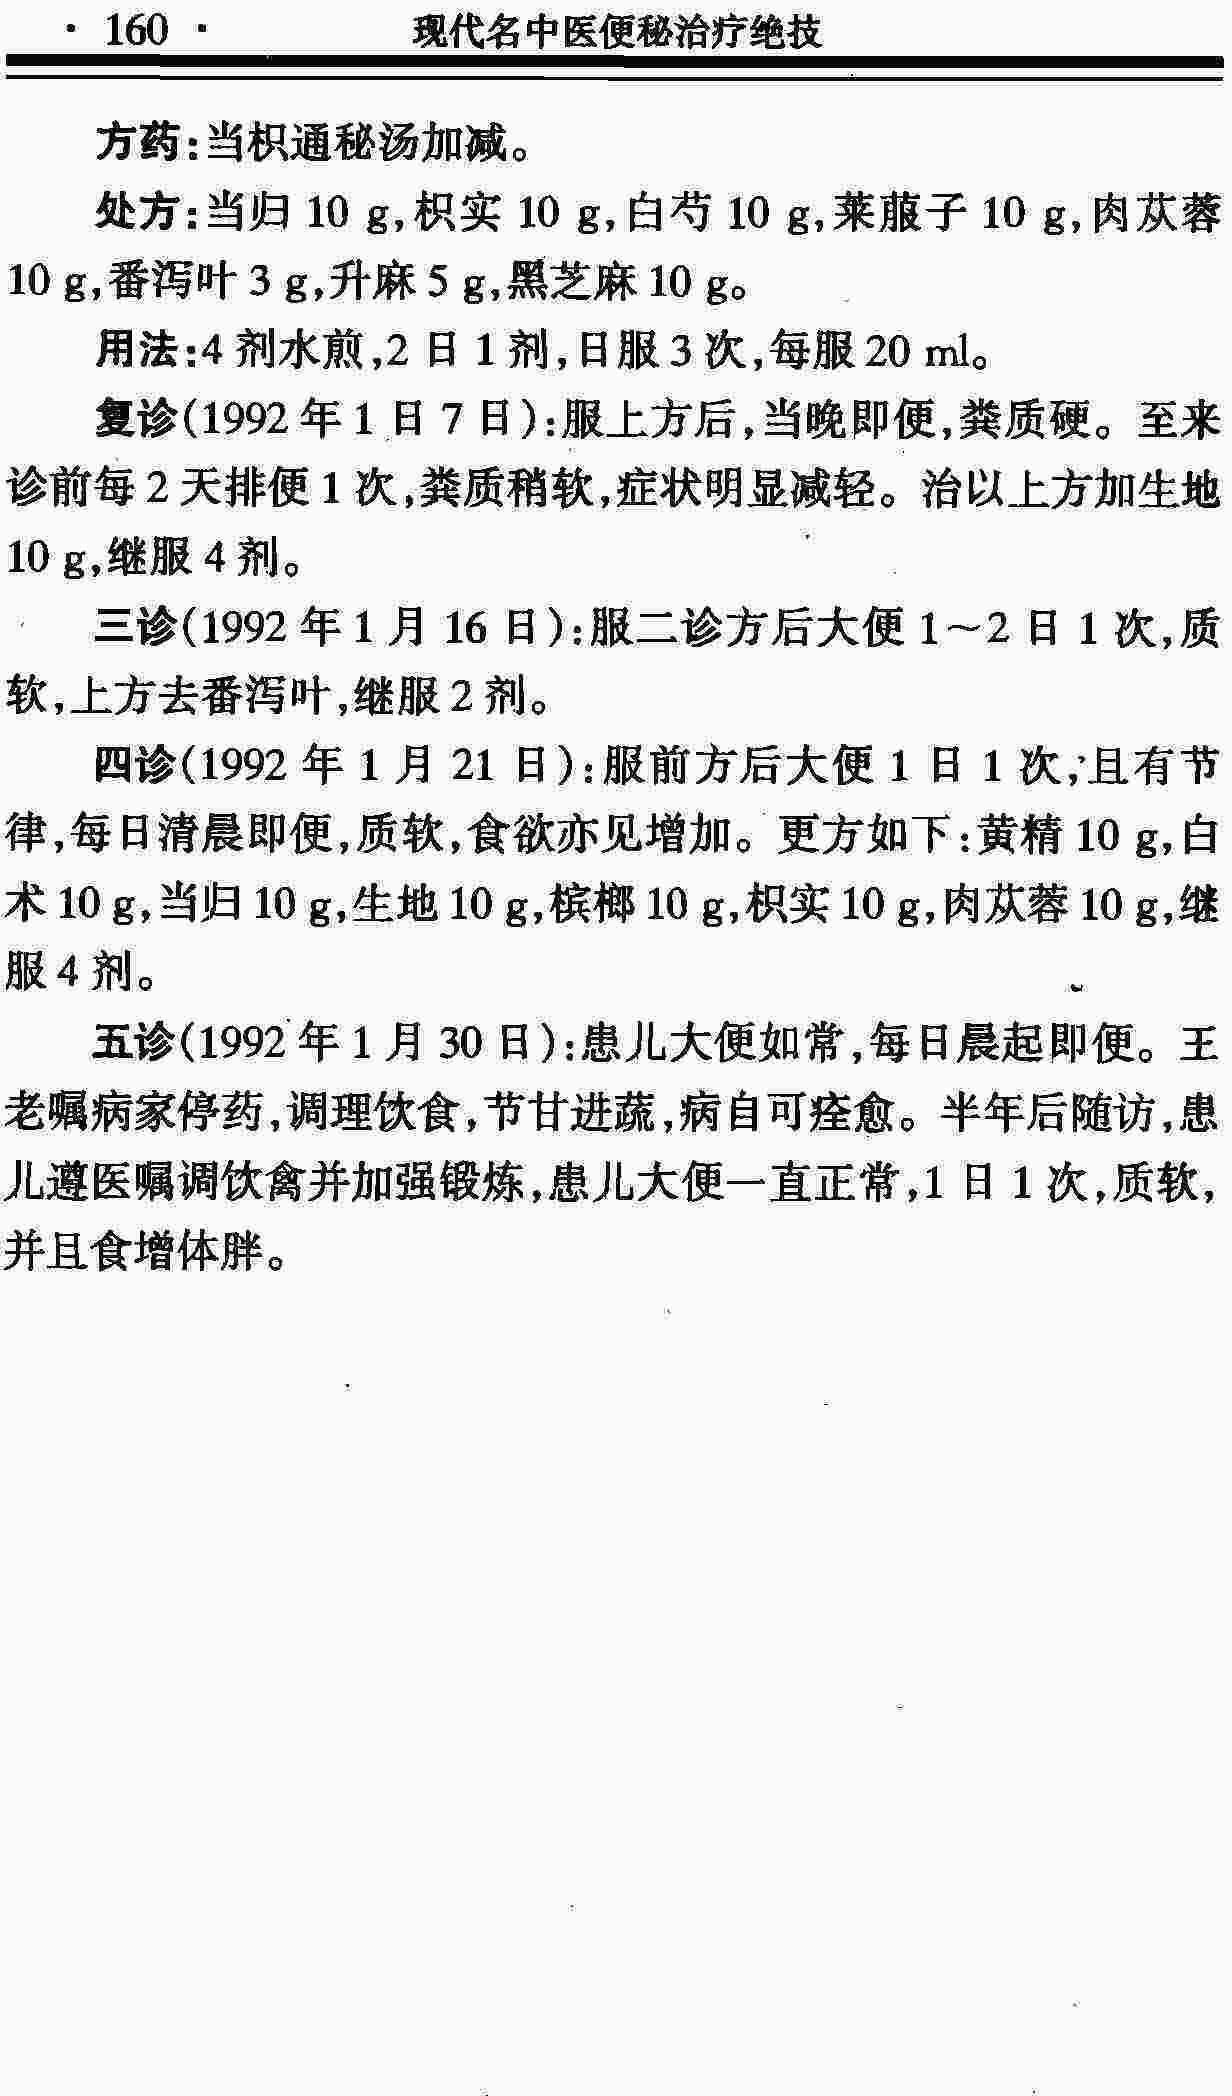 · 160 · 现代名中医便秘治疗绝技
方药:当枳通秘汤加减。
处方:当归 10 g,枳实 10 g,白芍 10 g,莱菔子 10 g,肉苁蓉
10 g,番泻叶 3 g,升麻 5 g,黑芝麻 10 g。
用法:4 剂水煎,2 日 1 剂,日服 3 次,每服 20 ml。
复诊(1992 年 1 日 7 日):服上方后,当晚即便,粪质硬。至来
诊前每 2 天排便 1 次,粪质稍软,症状明显减轻。治以上方加生地
10 g,继服 4 剂。
三诊(1992 年 1 月 16 日):服二诊方后大便 1～2 日 1 次,质
软,上方去番泻叶,继服 2 剂。
四诊(1992 年 1 月 21 日):服前方后大便 1 日 1 次,且有节
律,每日清晨即便,质软,食欲亦见增加。更方如下:黄精 10 g,白
术 10 g,当归 10 g,生地 10 g,槟榔 10 g,枳实 10 g,肉苁蓉 10 g,继
服 4 剂。
五诊(1992 年 1 月 30 日):患儿大便如常,每日晨起即便。王
老嘱病家停药,调理饮食,节甘进蔬,病自可痊愈。半年后随访,患
儿遵医嘱调饮禽并加强锻炼,患儿大便一直正常,1 日 1 次,质软,
并且食增体胖。